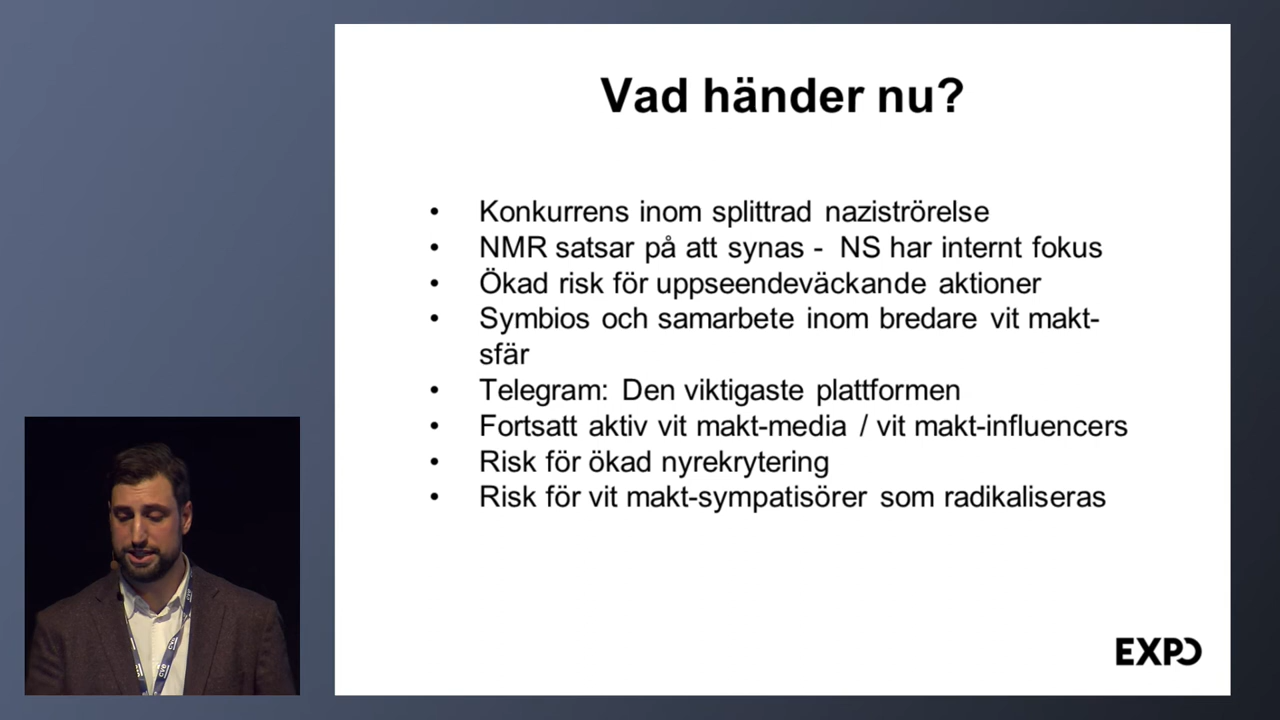 Vad händer nu?
• Konkurrens inom splittrad naziströrelse
• NMR satsar på att synas - NS har internt fokus
• Ökad risk för uppseendeväckande aktioner
• Symbios och samarbete inom bredare vit makt-
sfär
• Telegram: Den viktigaste plattformen
• Fortsatt aktiv vit makt-media / vit makt-influencers
• Risk för ökad nyrekrytering
• Risk för vit makt-sympatisörer som radikaliseras
EXPO
cve
cve